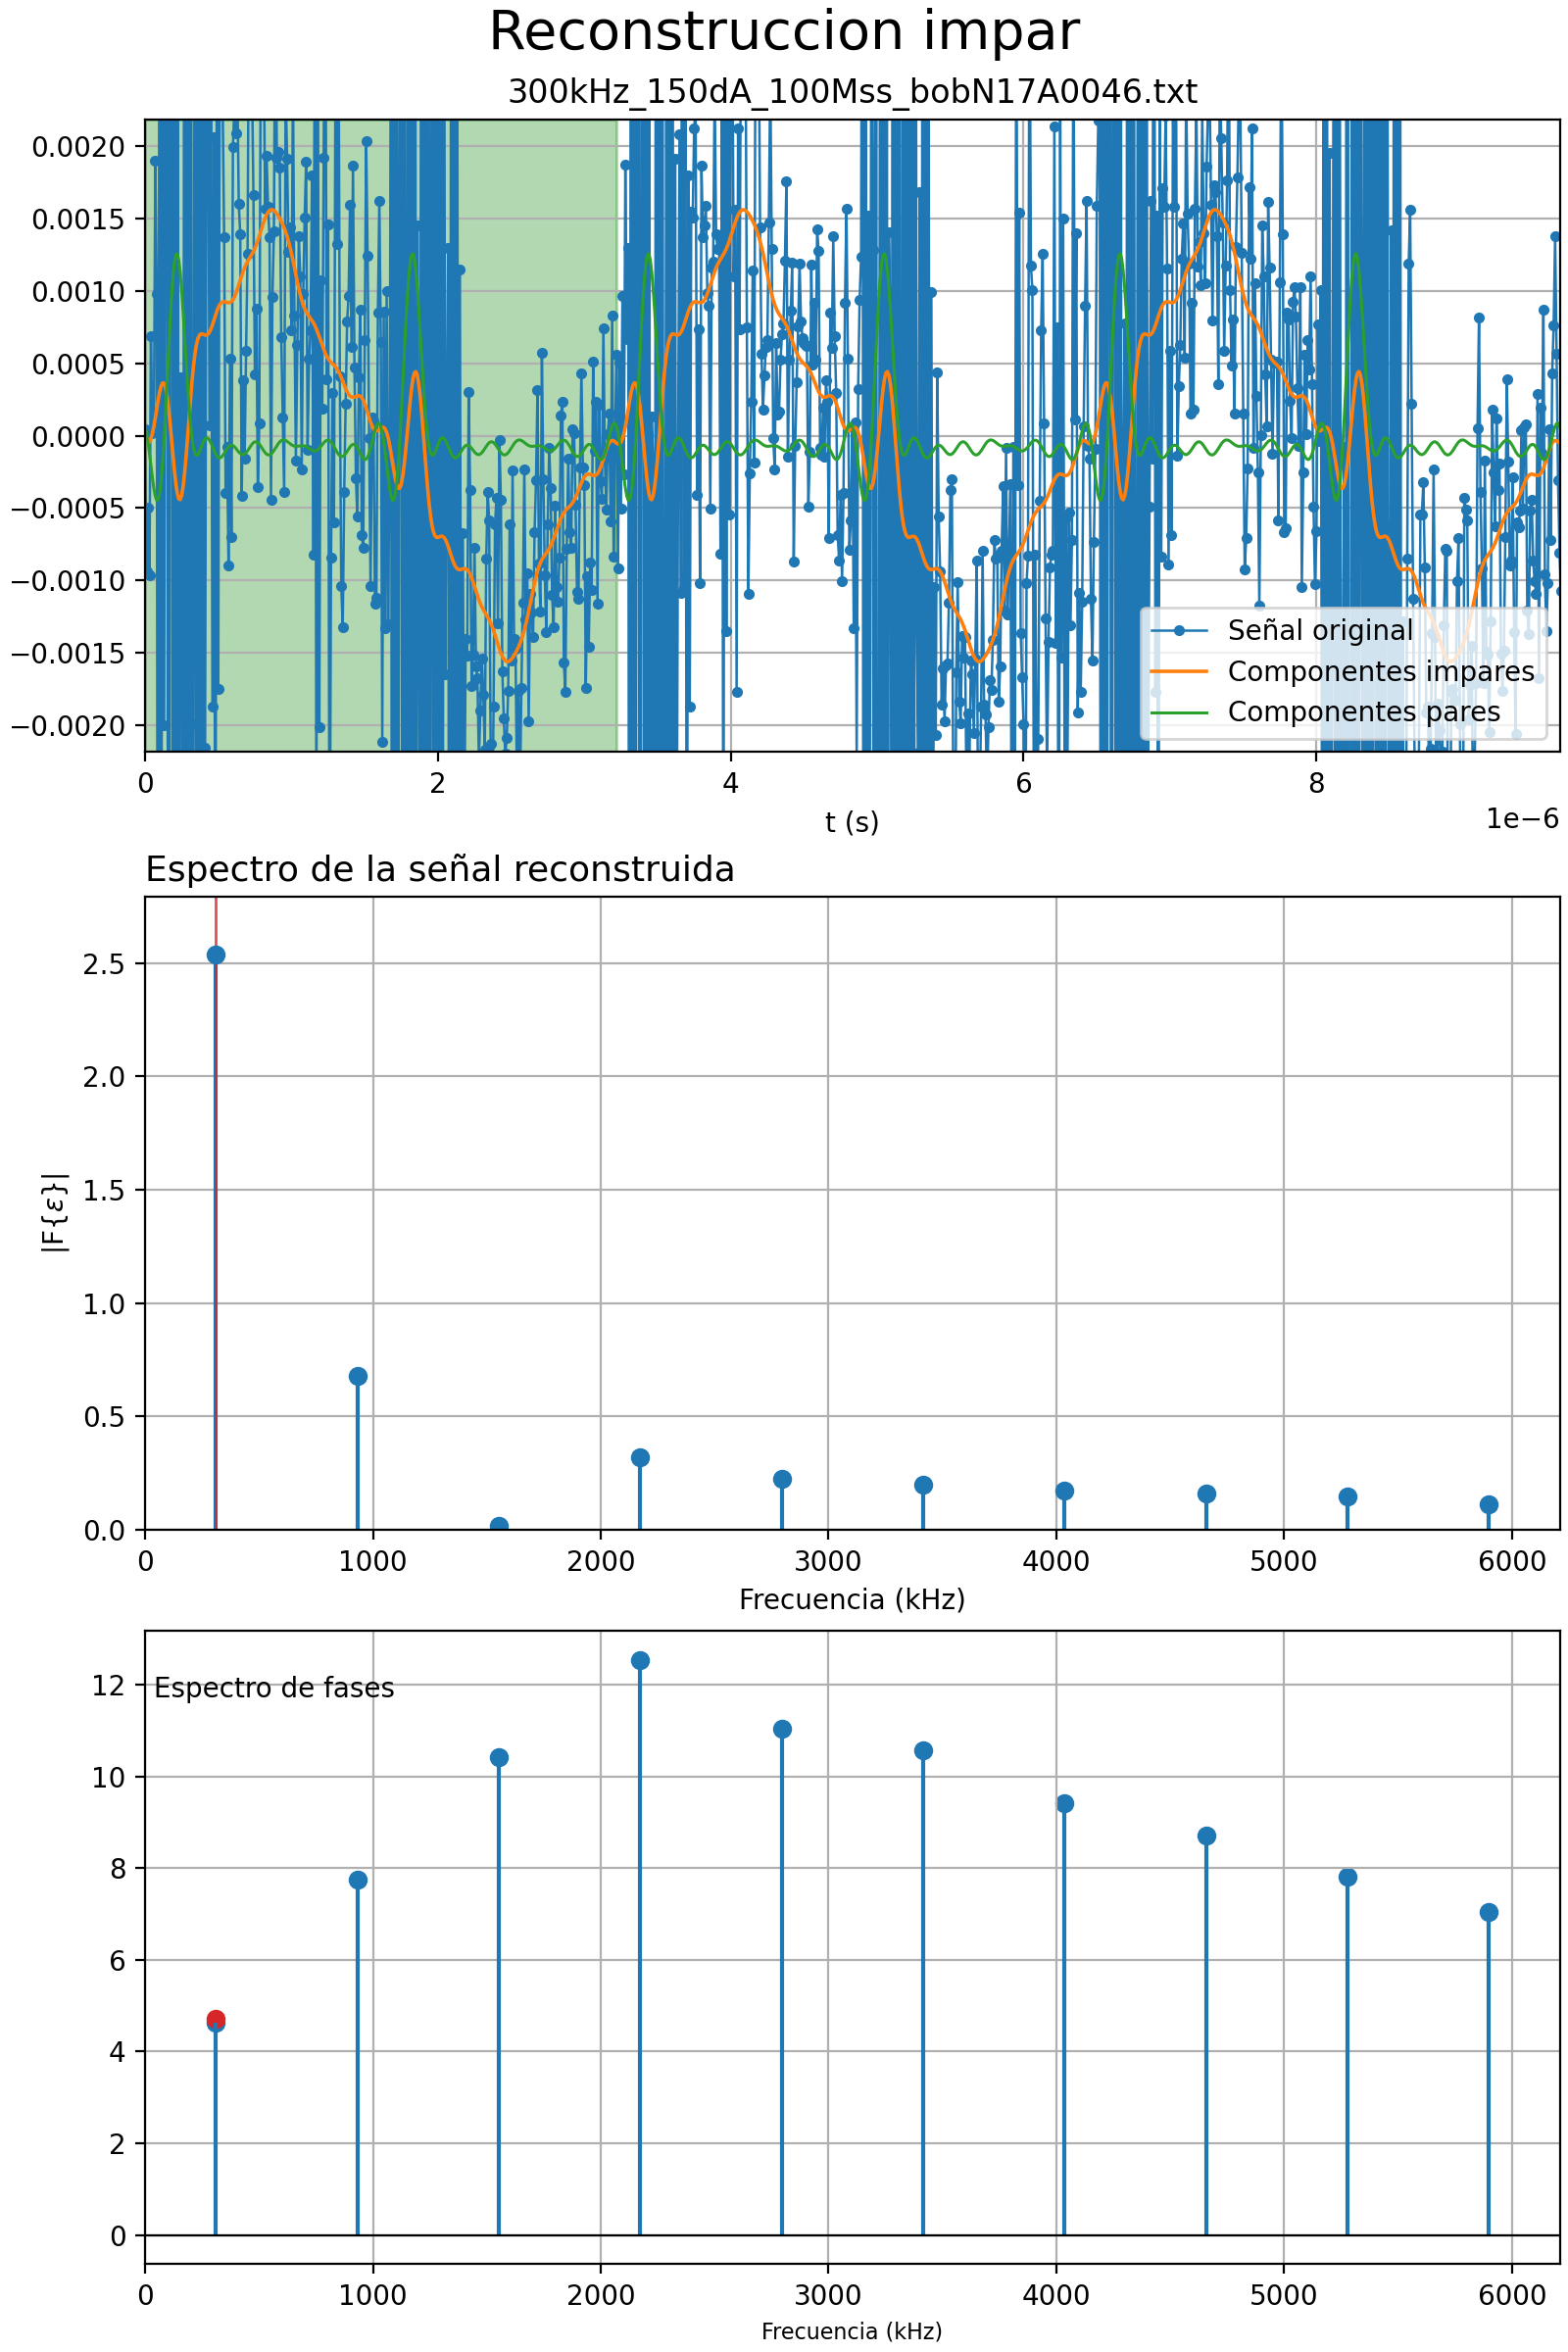 Reconstruccion impar
300kHz_150dA_100Mss_bobN17A0046.txt
0.0020
0.0015
0.0010
0.0005
0.0000
−0.0005
−0.0010
−0.0015
−0.0020
Señal original
Componentes impares
Componentes pares
0 2 4 6 8
t (s)
1e−6
Espectro de la señal reconstruida
2.5
2.0
1.5
1.0
0.5
0.0
|F{ε}|
0 1000 2000 3000 4000 5000 6000
Frecuencia (kHz)
Espectro de fases
12
10
8
6
4
2
0
0 1000 2000 3000 4000 5000 6000
Frecuencia (kHz)